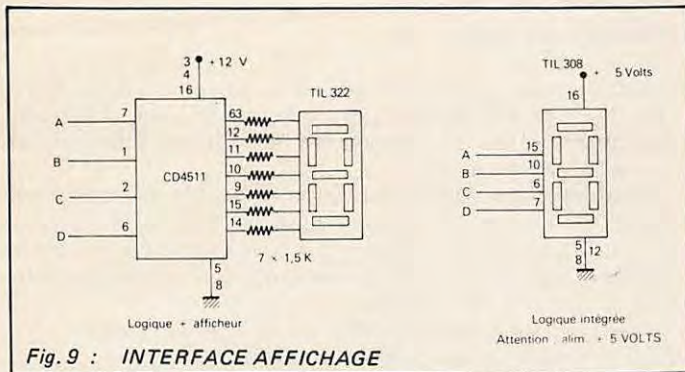 3 + 12 V
4
16
TIL 322
A 7
B 1
C 2
D 6
CD4511
63
12
11
10
9
15
14
7 × 1,5 K
5
8
Logique + afficheur
TIL 308
+ 5 Volts
16
A 15
B 10
C 6
D 7
5 12
8
Logique intégrée
Attention alim. + 5 VOLTS
Fig. 9 : INTERFACE AFFICHAGE